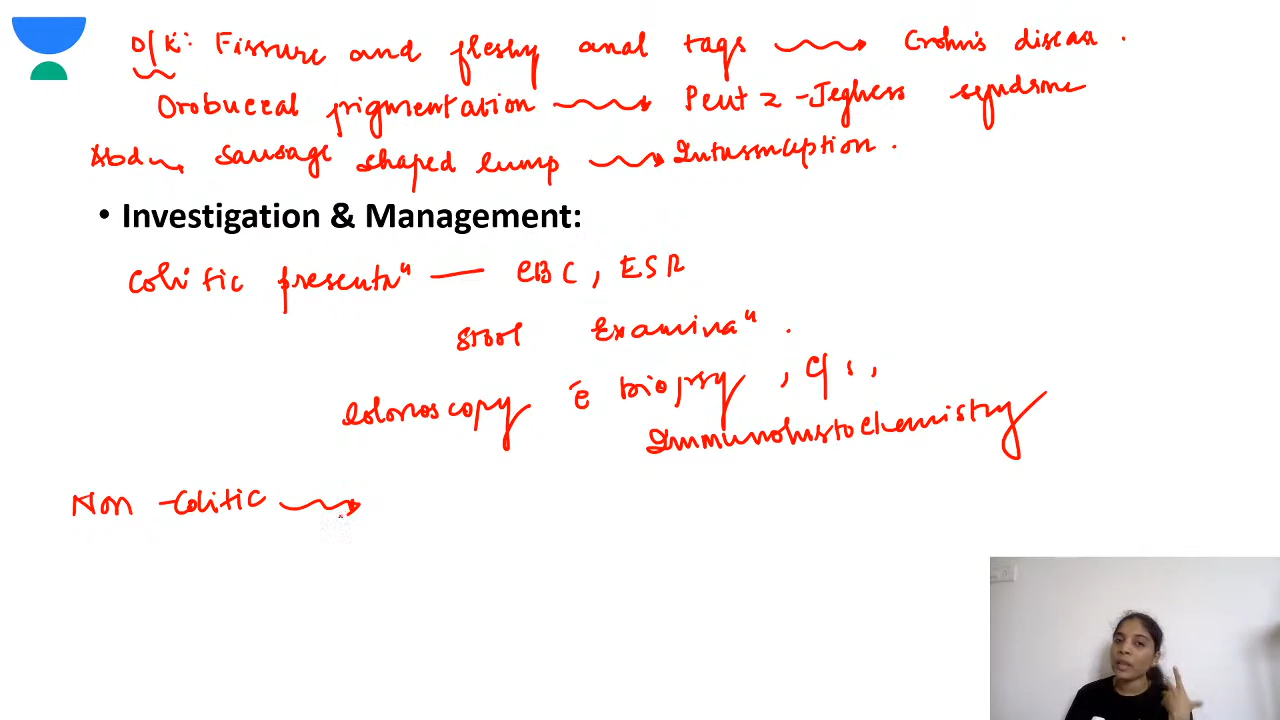 O/E: Fissure and fleshy anal tags → Crohn's disease.
Orobuccal pigmentation → Peutz-Jeghers syndrome
Abd → Sausage shaped lump → Intussusception.
• Investigation & Management:
Colitic presentⁿ — CBC, ESR
Stool Examinaⁿ.
Colonoscopy c̄ biopsy,
Immunohistochemistry
Non-Colitic →